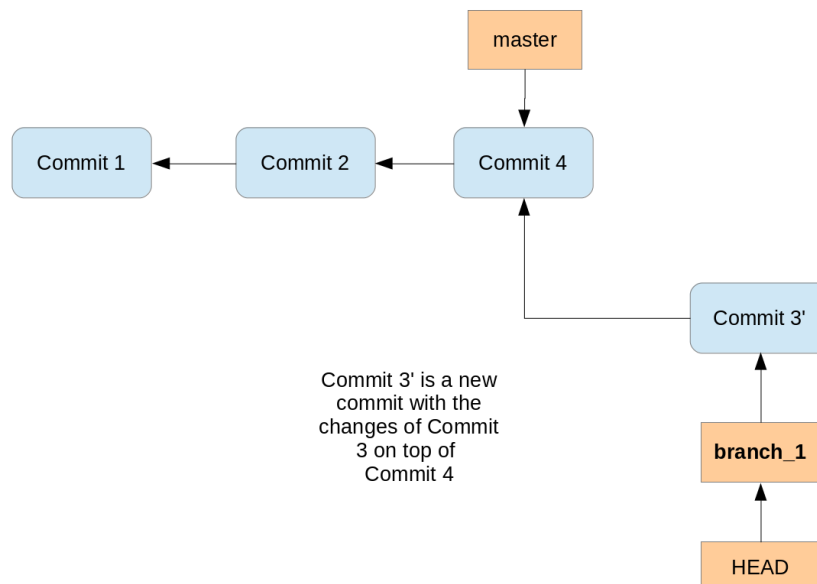 master
Commit 1
Commit 2
Commit 4
Commit 3'
Commit 3' is a new
commit with the
changes of Commit
3 on top of
Commit 4
branch_1
HEAD